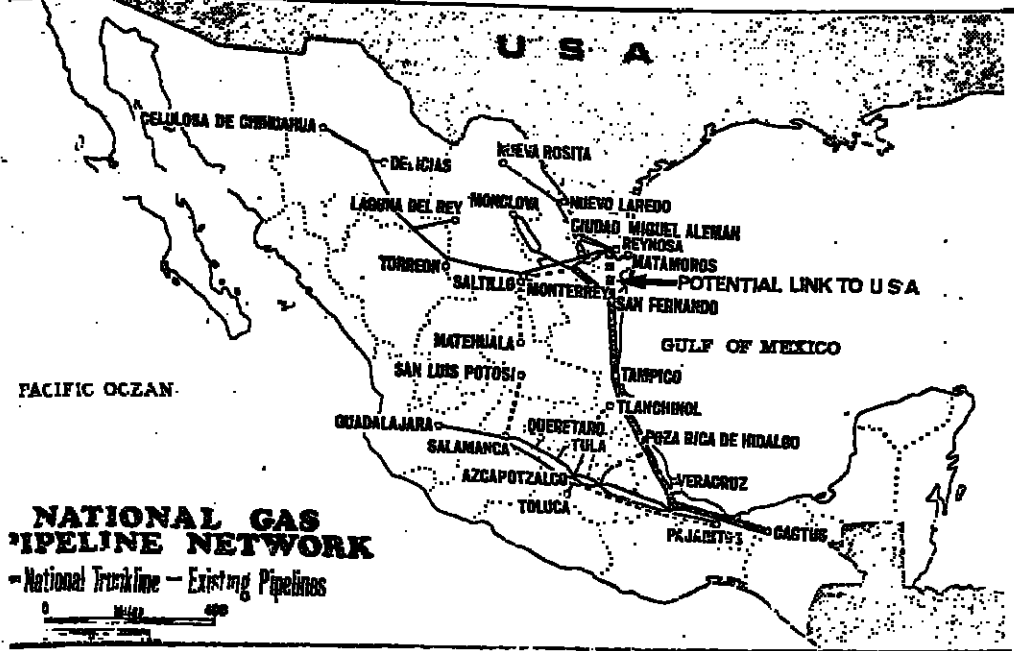 U S A
CELULOSA DE CHIHUAHUA
DELICIAS
NUEVA ROSITA
LAGUNA DEL REY
MONCLOVA
NUEVO LAREDO
CIUDAD MIGUEL ALEMAN
REYNOSA
MATAMOROS
TORREON
SALTILLO
MONTERREY
POTENTIAL LINK TO U S A
SAN FERNANDO
MATEHUALA
GULF OF MEXICO
SAN LUIS POTOSI
TAMPICO
PACIFIC OCEAN
TLANCHINOL
GUADALAJARA
QUERETARO
POZA RICA DE HIDALGO
SALAMANCA
TULA
AZCAPOTZALCO
VERACRUZ
TOLUCA
PAJARITOS
CACTUS
NATIONAL GAS
PIPELINE NETWORK
National Trunkline — Existing Pipelines
0 Miles 400